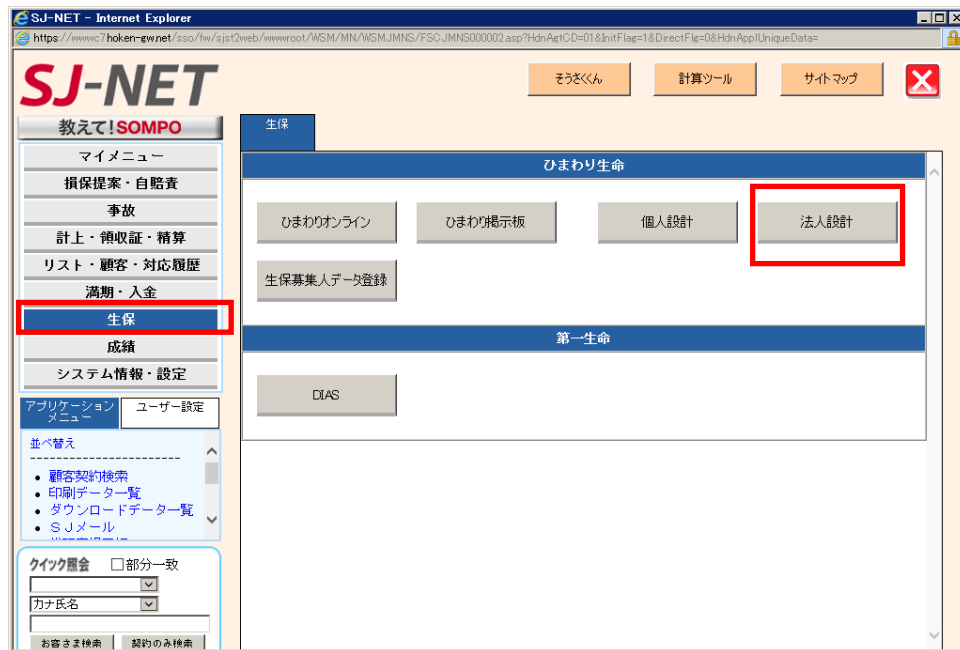 SJ-NET - Internet Explorer
https://wwwc7.hoken-gw.net/sso/fw/sjst2web/wwwroot/WSM/MN/WSMJMNS/FSCJMNS000002.asp?HdnAgtCD=01&InitFlag=1&DirectFlg=0&HdnApplUniqueData=
SJ-NET
そうさくくん
計算ツール
サイトマップ
教えて!SOMPO
マイメニュー
損保提案・自賠責
事故
計上・領収証・精算
リスト・顧客・対応履歴
満期・入金
生保
成績
システム情報・設定
アプリケーション
メニュー
ユーザー設定
並べ替え
-----------------------
• 顧客契約検索
• 印刷データ一覧
• ダウンロードデータ一覧
• SJメール
クイック照会 部分一致
カナ氏名
お客さま検索 契約のみ検索
生保
ひまわり生命
ひまわりオンライン
ひまわり掲示板
個人設計
法人設計
生保募集人データ登録
第一生命
DIAS